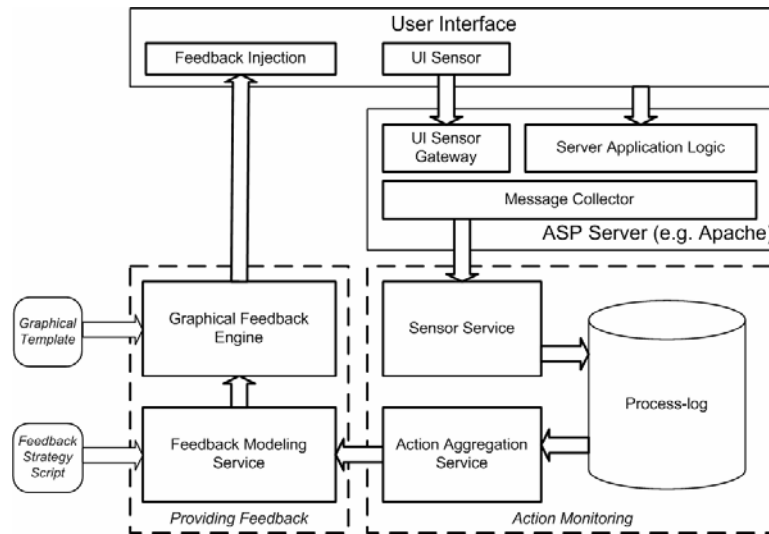 User Interface
Feedback Injection
UI Sensor
UI Sensor
Gateway
Server Application Logic
Message Collector
ASP Server (e.g. Apache)
Graphical
Template
Graphical Feedback
Engine
Sensor Service
Process-log
Feedback
Strategy
Script
Feedback Modeling
Service
Action Aggregation
Service
Providing Feedback
Action Monitoring